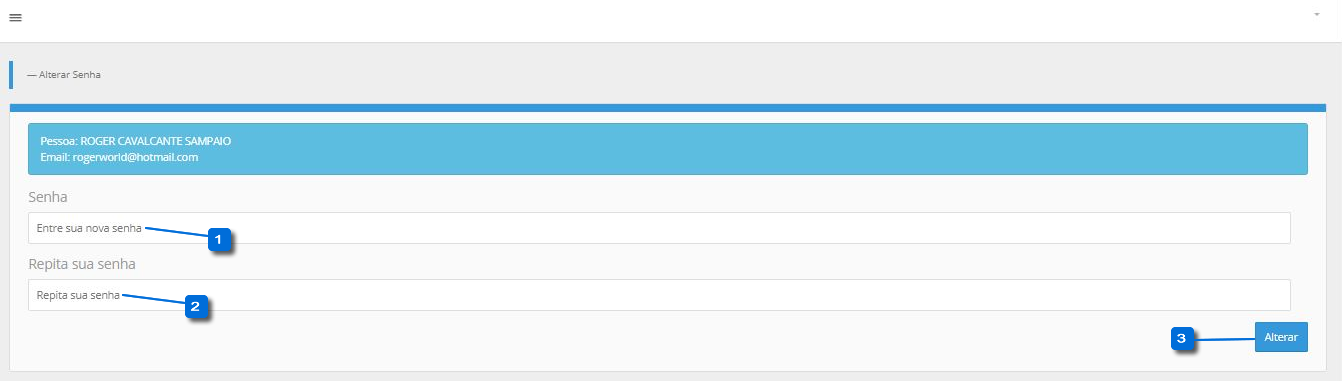 — Alterar Senha
Pessoa: ROGER CAVALCANTE SAMPAIO
Email: rogerworld@hotmail.com
Senha
Entre sua nova senha
1
Repita sua senha
Repita sua senha
2
3
Alterar